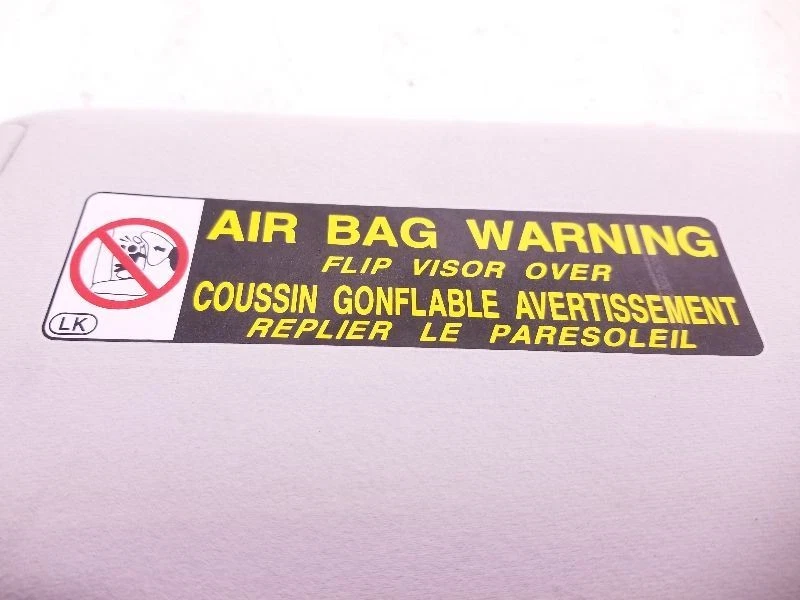 AIR BAG WARNING
FLIP VISOR OVER
COUSSIN GONFLABLE AVERTISSEMENT
REPLIER LE PARESOLEIL
LK